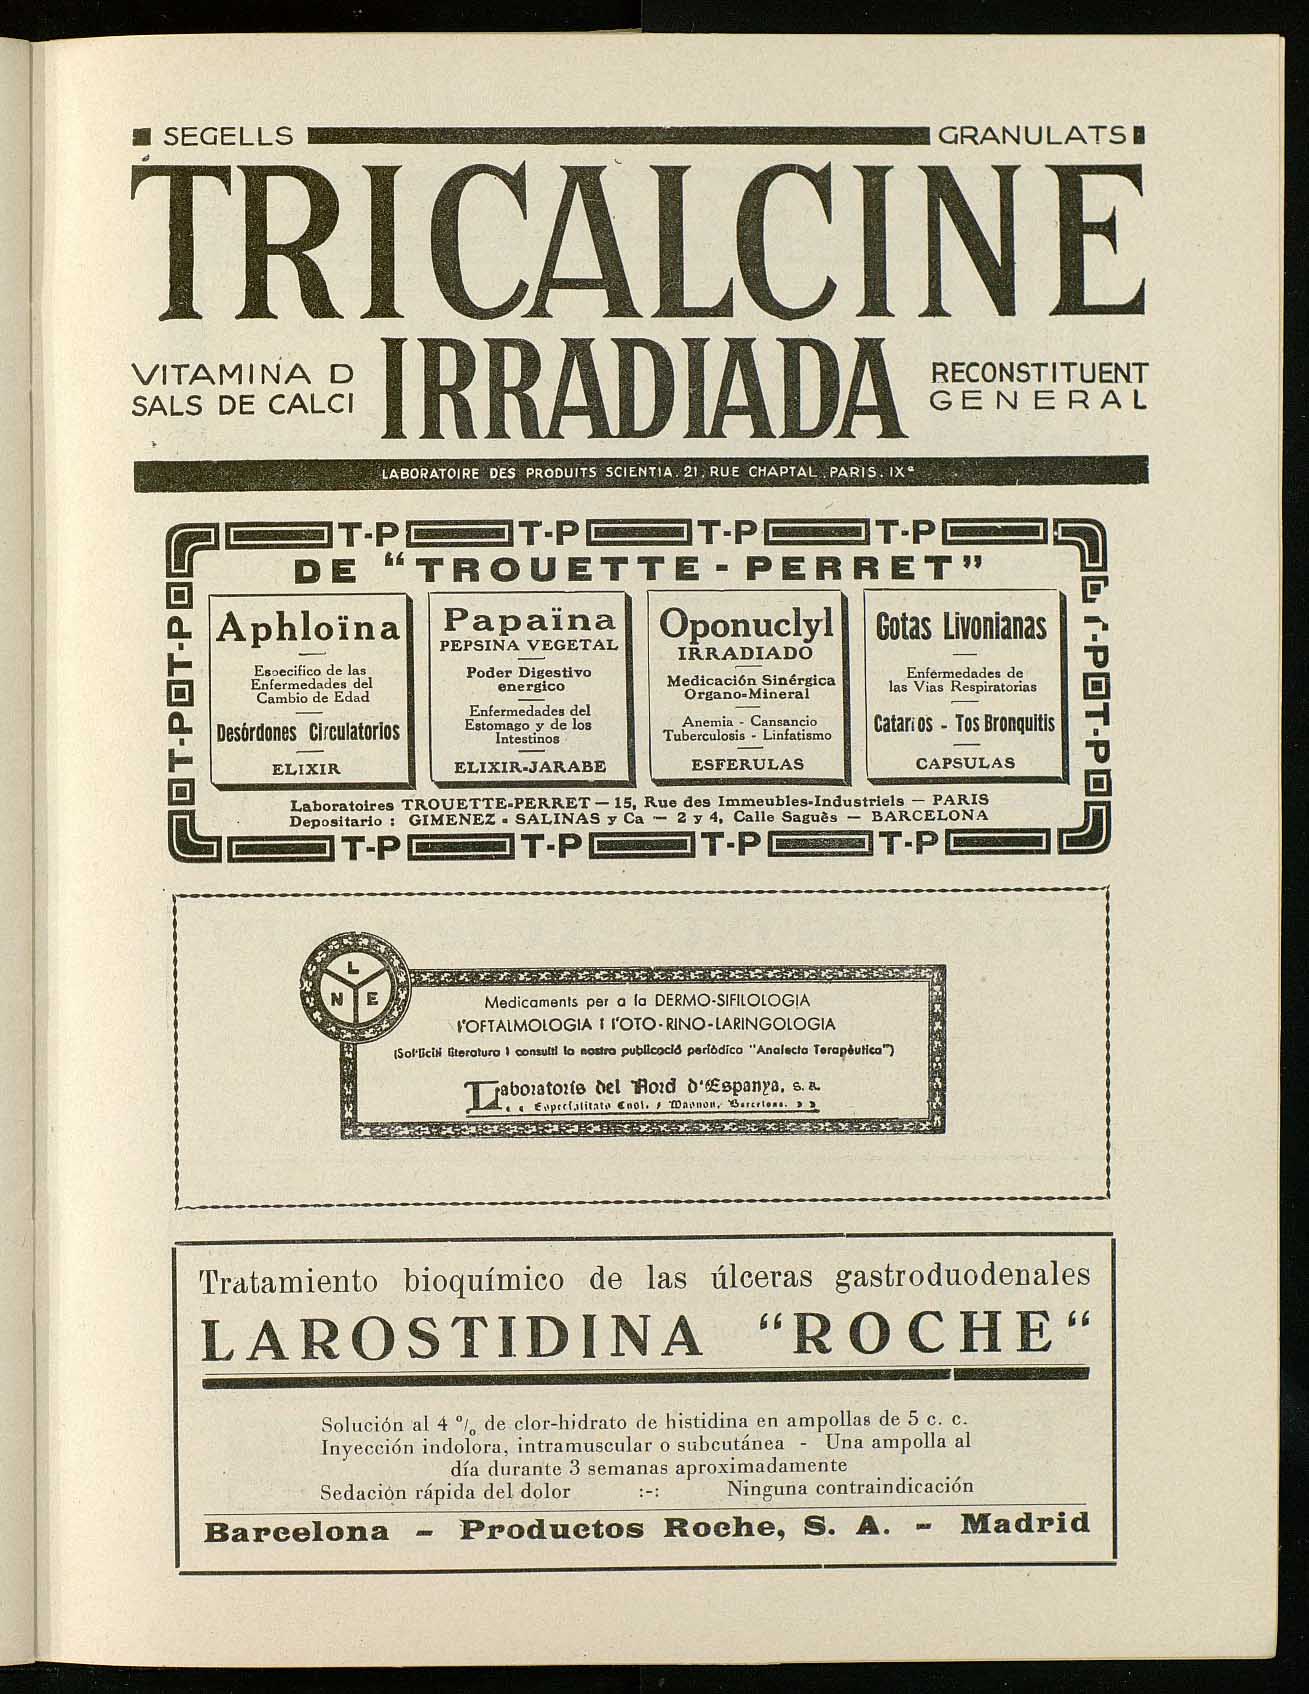 SEGELLS GRANULATS
TRICALCINE
VITAMINA D
SALS DE CALCI
IRRADIADA
RECONSTITUENT
GENERAL
LABORATOIRE DES PRODUITS SCIENTIA. 21, RUE CHAPTAL. PARIS. IXe
T-P T-P T-P T-P
DE “TROUETTE-PERRET”
Aphloïna
Especifico de las
Enfermedades del
Cambio de Edad
Desórdones Circulatorios
ELIXIR
Papaïna
PEPSINA VEGETAL
Poder Digestivo
energico
Enfermedades del
Estomago y de los
Intestinos
ELIXIR-JARABE
Oponuclyl
IRRADIADO
Medicación Sinérgica
Organo-Mineral
Anemia - Cansancio
Tuberculosis - Linfatismo
ESFERULAS
Gotas Livonianas
Enfermedades de
las Vias Respiratorias
Catarros - Tos Bronquitis
CAPSULAS
T-P T-P
T-P T-P
Laboratoires TROUETTE-PERRET — 15, Rue des Immeubles-Industriels — PARIS
Depositario : GIMENEZ - SALINAS y Ca — 2 y 4, Calle Sagués — BARCELONA
T-P T-P T-P T-P
L
N E
Medicaments per a la DERMO-SIFILOLOGIA
l'OFTALMOLOGIA I l'OTO-RINO-LARINGOLOGIA
(Sol·liciti literatura i consulti la nostra publicació periòdica "Analecta Terapèutica")
Laboratoris del Nord d'Espanya, s. a.
Especialitats Cnol. Masnou, Barcelona.
Tratamiento bioquímico de las úlceras gastroduodenales
LAROSTIDINA “ROCHE“
Solución al 4 % de clor-hidrato de histidina en ampollas de 5 c. c.
Inyección indolora, intramuscular o subcutánea - Una ampolla al
día durante 3 semanas aproximadamente
Sedación rápida del dolor :-: Ninguna contraindicación
Barcelona - Productos Roche, S. A. - Madrid